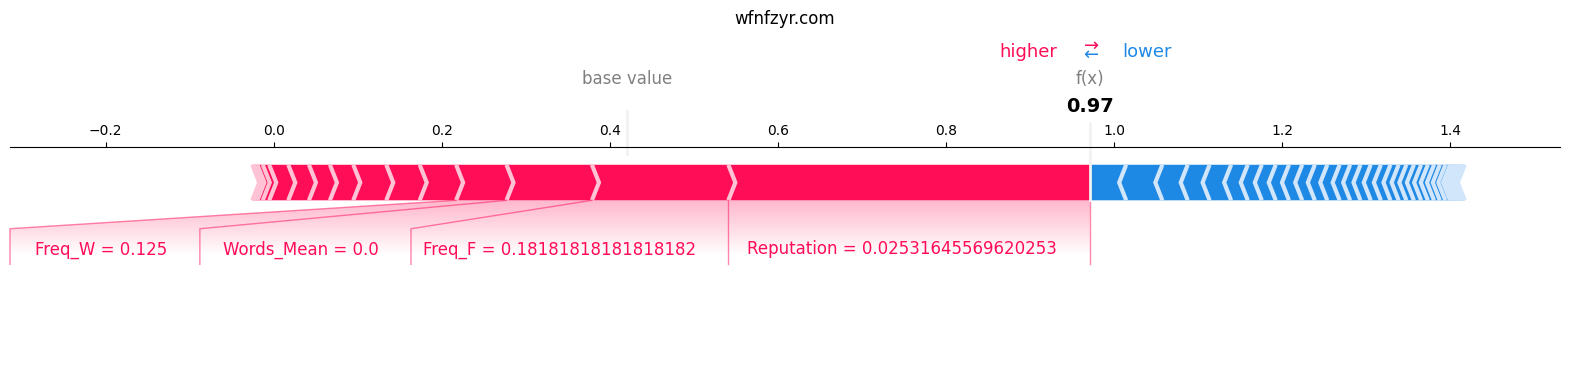 wfnfzyr.com
higher ⇄ lower
base value f(x)
0.97
−0.2 0.0 0.2 0.4 0.6 0.8 1.0 1.2 1.4
Freq_W = 0.125 Words_Mean = 0.0 Freq_F = 0.18181818181818182 Reputation = 0.02531645569620253